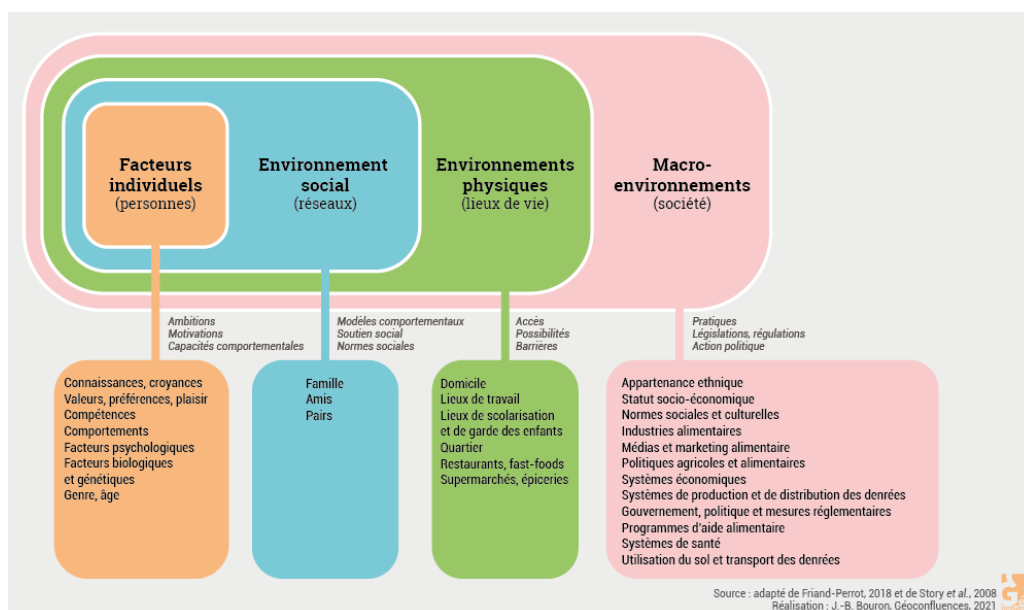 Facteurs
individuels
(personnes)
Environnement
social
(réseaux)
Environnements
physiques
(lieux de vie)
Macro-
environnements
(société)
Ambitions
Motivations
Capacités comportementales
Modèles comportementaux
Soutien social
Normes sociales
Accès
Possibilités
Barrières
Pratiques
Législations, régulations
Action politique
Connaissances, croyances
Valeurs, préférences, plaisir
Compétences
Comportements
Facteurs psychologiques
Facteurs biologiques
et génétiques
Genre, âge
Famille
Amis
Pairs
Domicile
Lieux de travail
Lieux de scolarisation
et de garde des enfants
Quartier
Restaurants, fast-foods
Supermarchés, épiceries
Appartenance ethnique
Statut socio-économique
Normes sociales et culturelles
Industries alimentaires
Médias et marketing alimentaire
Politiques agricoles et alimentaires
Systèmes économiques
Systèmes de production et de distribution des denrées
Gouvernement, politique et mesures réglementaires
Programmes d'aide alimentaire
Systèmes de santé
Utilisation du sol et transport des denrées
Source : adapté de Friand-Perrot, 2018 et de Story et al., 2008
Réalisation : J.-B. Bouron, Géoconfluences, 2021